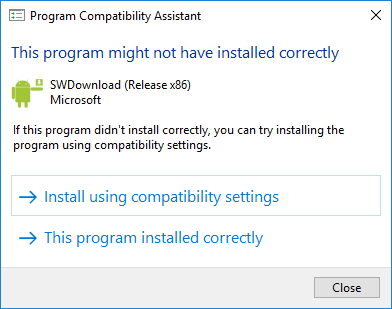 Program Compatibility Assistant
This program might not have installed correctly
SWDownload (Release x86)
Microsoft
If this program didn't install correctly, you can try installing the
program using compatibility settings.
Install using compatibility settings
This program installed correctly
Close